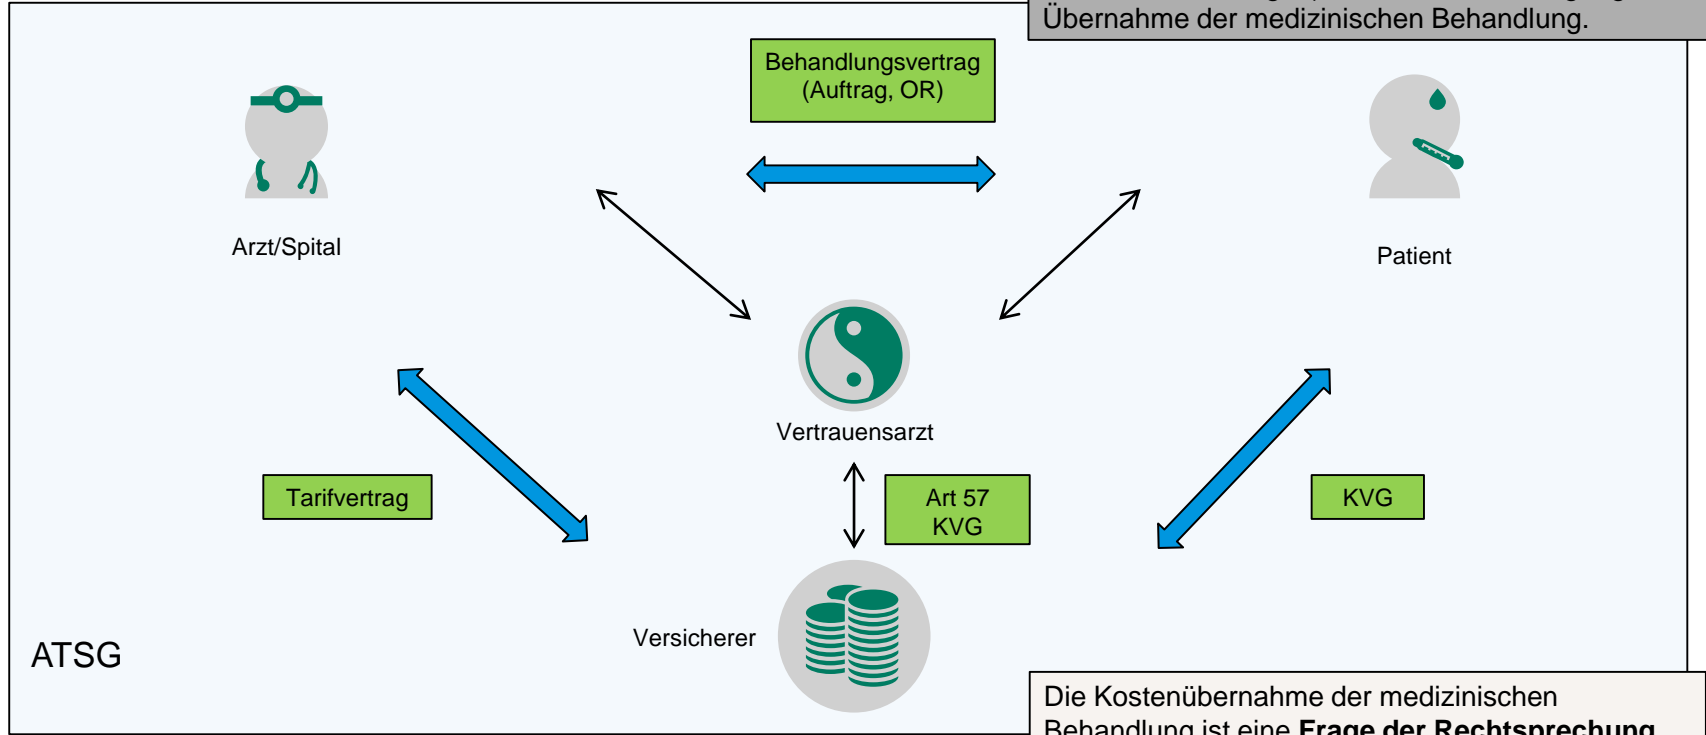 Übernahme der medizinischen Behandlung.
Behandlungsvertrag
(Auftrag, OR)
Arzt/Spital
Patient
Vertrauensarzt
Tarifvertrag
Art 57
KVG
KVG
Versicherer
ATSG
Die Kostenübernahme der medizinischen
Behandlung ist eine Frage der Rechtsprechung